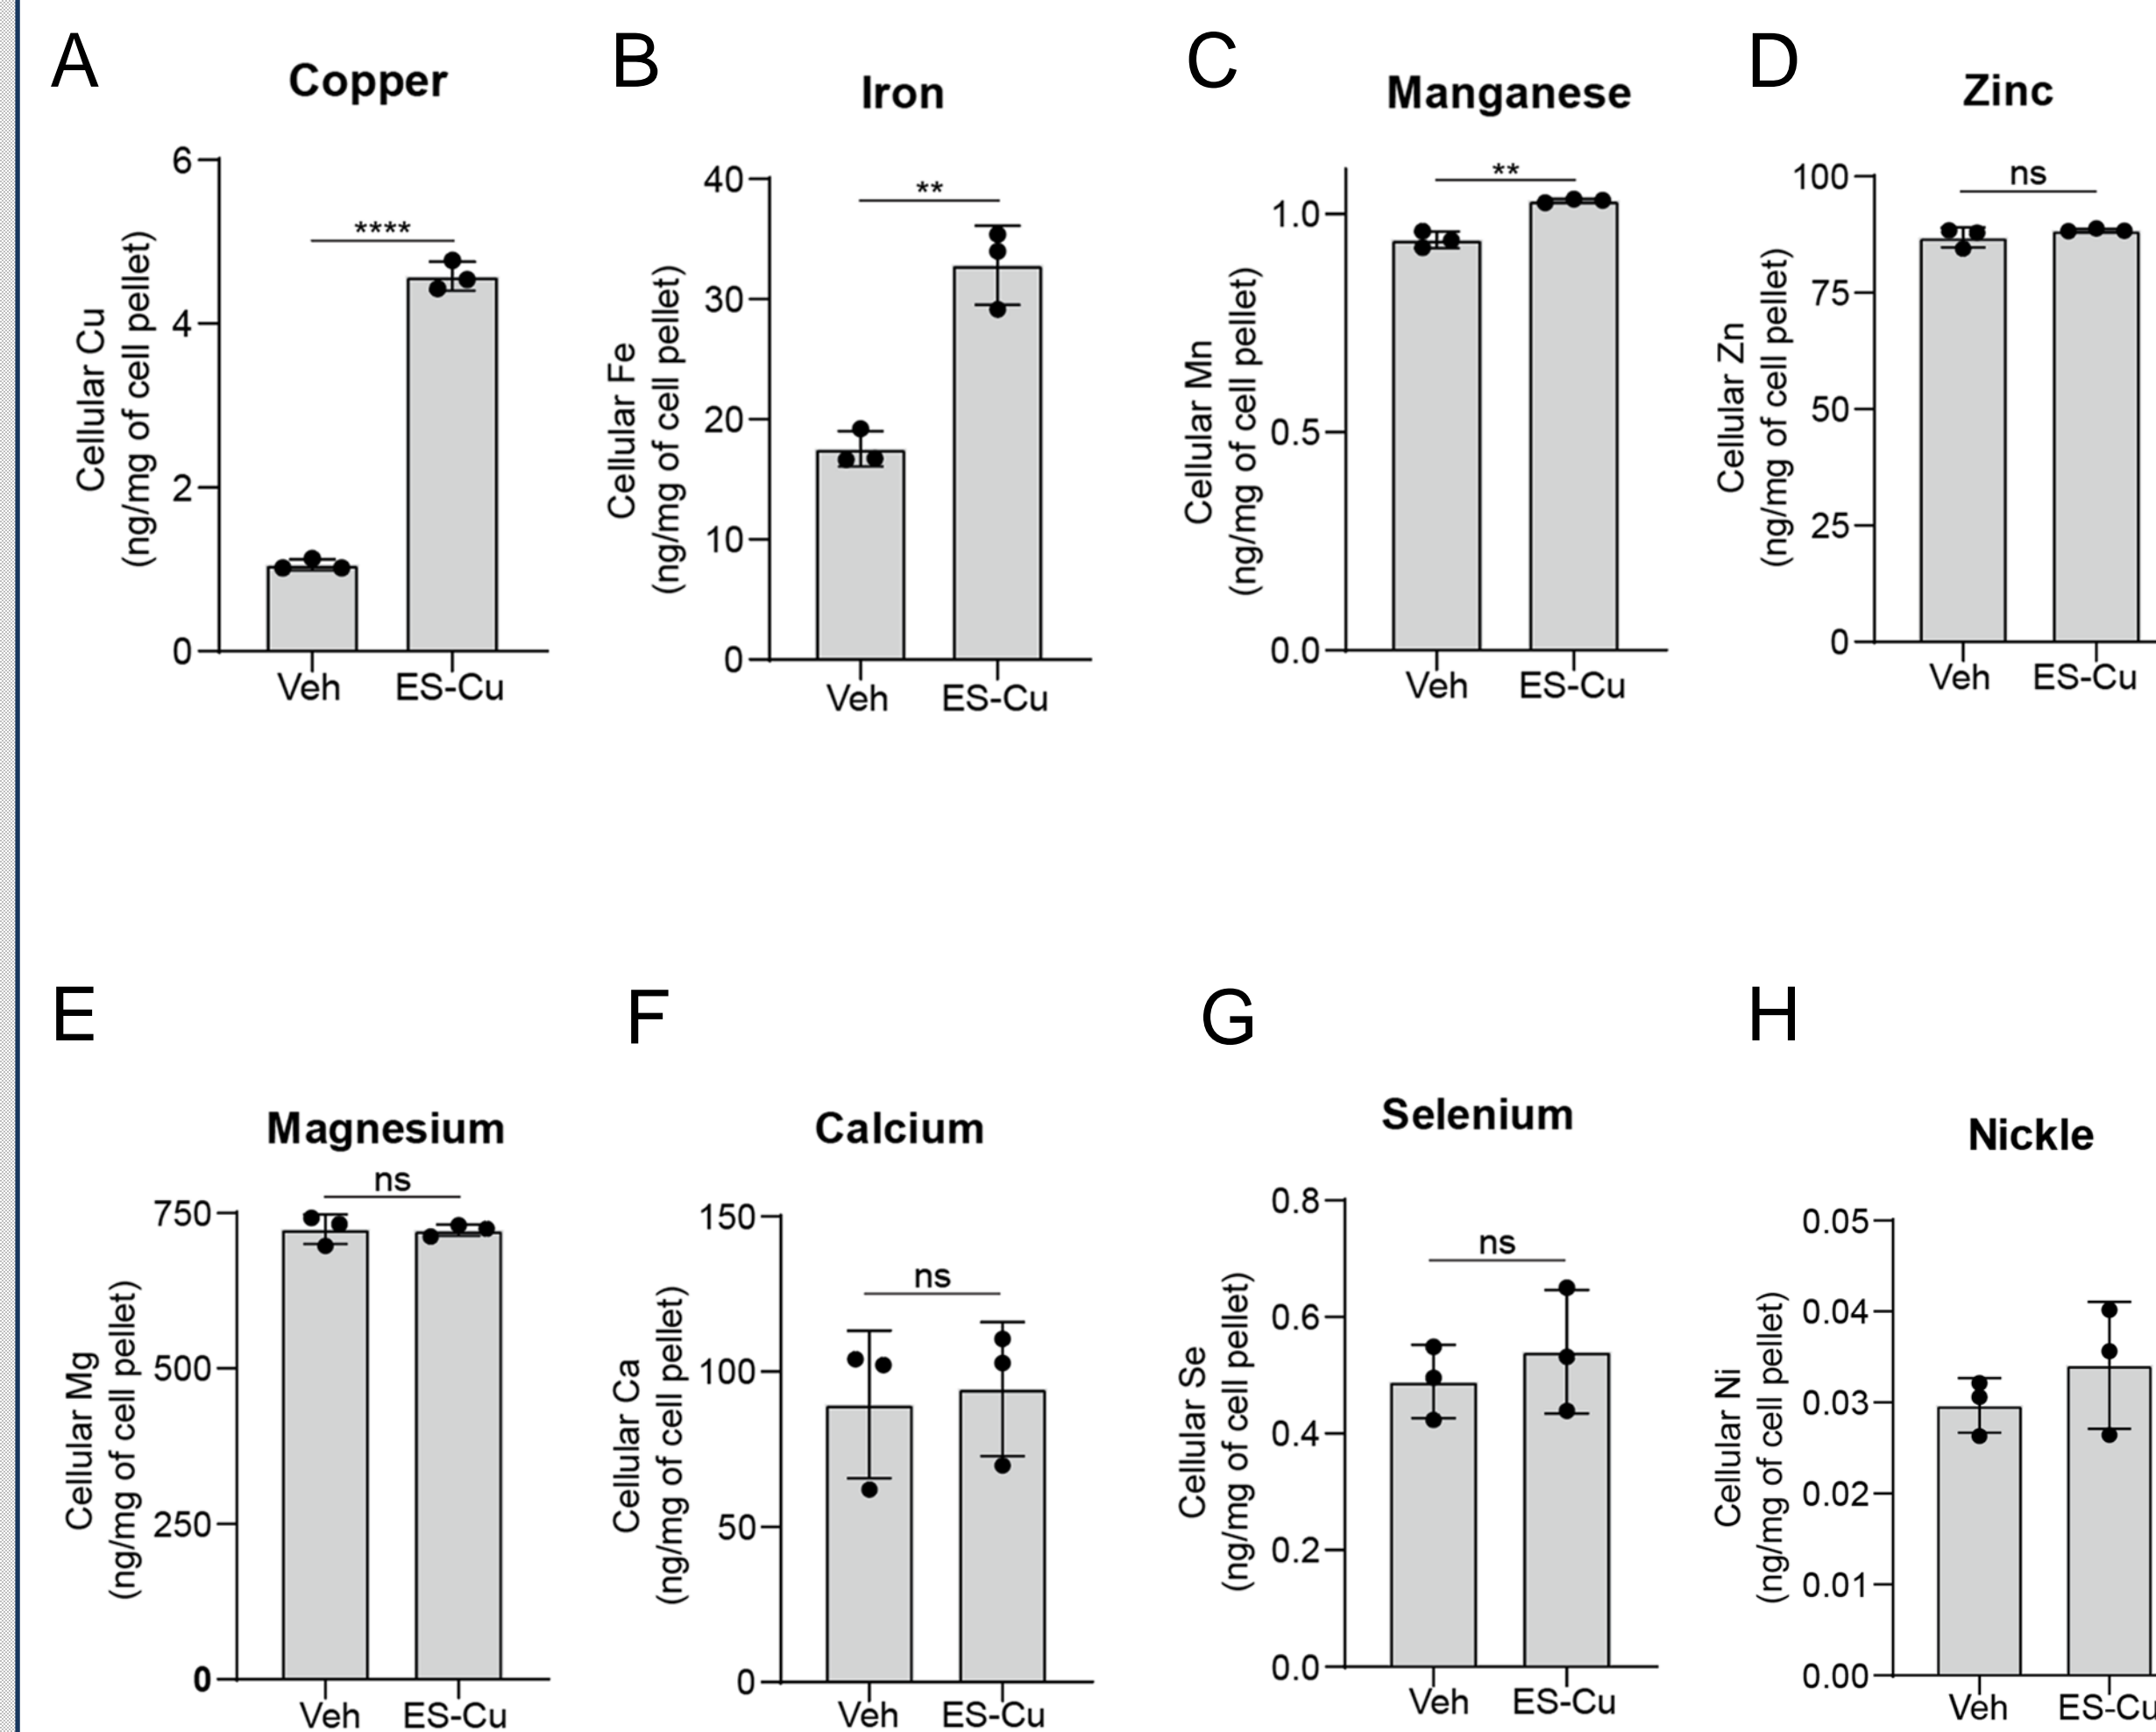 A
Copper
Cellular Cu
(ng/mg of cell pellet)
6
4
2
0
****
Veh
ES-Cu
B
Iron
Cellular Fe
(ng/mg of cell pellet)
40
30
20
10
0
**
Veh
ES-Cu
C
Manganese
Cellular Mn
(ng/mg of cell pellet)
1.0
0.5
0.0
**
Veh
ES-Cu
D
Zinc
Cellular Zn
(ng/mg of cell pellet)
100
75
50
25
0
ns
Veh
ES-Cu
E
Magnesium
Cellular Mg
(ng/mg of cell pellet)
750
500
250
0
ns
Veh
ES-Cu
F
Calcium
Cellular Ca
(ng/mg of cell pellet)
150
100
50
0
ns
Veh
ES-Cu
G
Selenium
Cellular Se
(ng/mg of cell pellet)
0.8
0.6
0.4
0.2
0.0
ns
Veh
ES-Cu
H
Nickle
Cellular Ni
(ng/mg of cell pellet)
0.05
0.04
0.03
0.02
0.01
0.00
Veh
ES-Cu